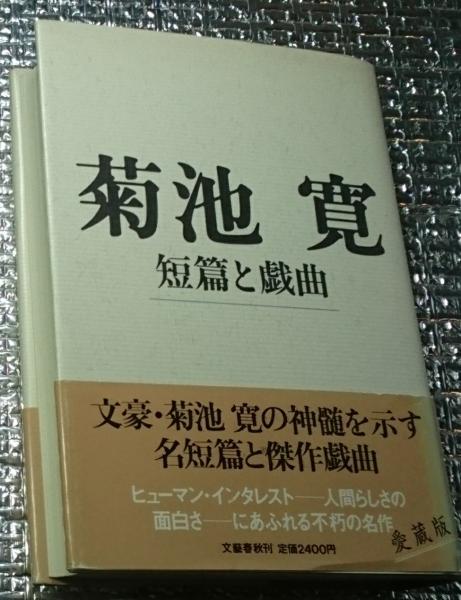 菊池 寛
短篇と戯曲
文豪・菊池 寛の神髄を示す
名短篇と傑作戯曲
ヒューマン・インタレスト──人間らしさの
面白さ──にあふれる不朽の名作
愛蔵版
文藝春秋刊 定価2400円